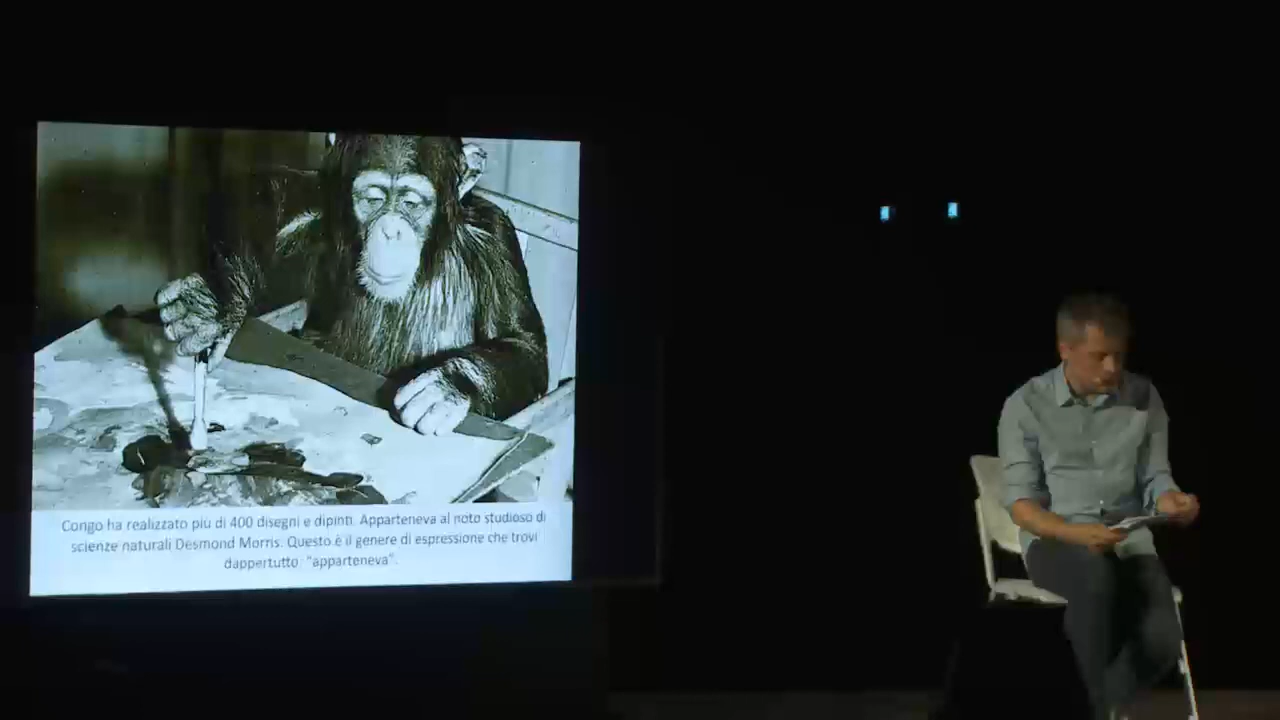 Congo ha realizzato più di 400 disegni e dipinti. Apparteneva al noto studioso di
scienze naturali Desmond Morris. Questo è il genere di espressione che trovi
dappertutto: “apparteneva”.